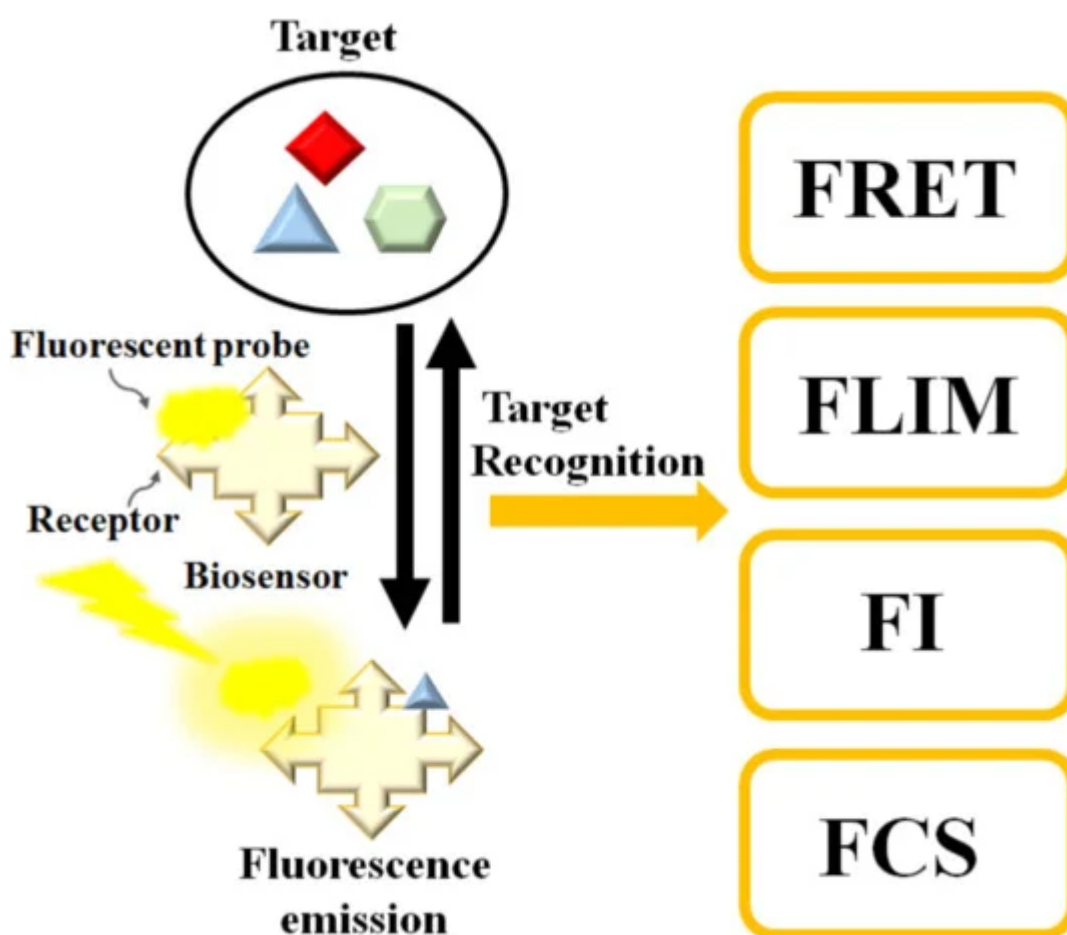 Target
Fluorescent probe
Receptor
Biosensor
Target
Recognition
Fluorescence
emission
FRET
FLIM
FI
FCS